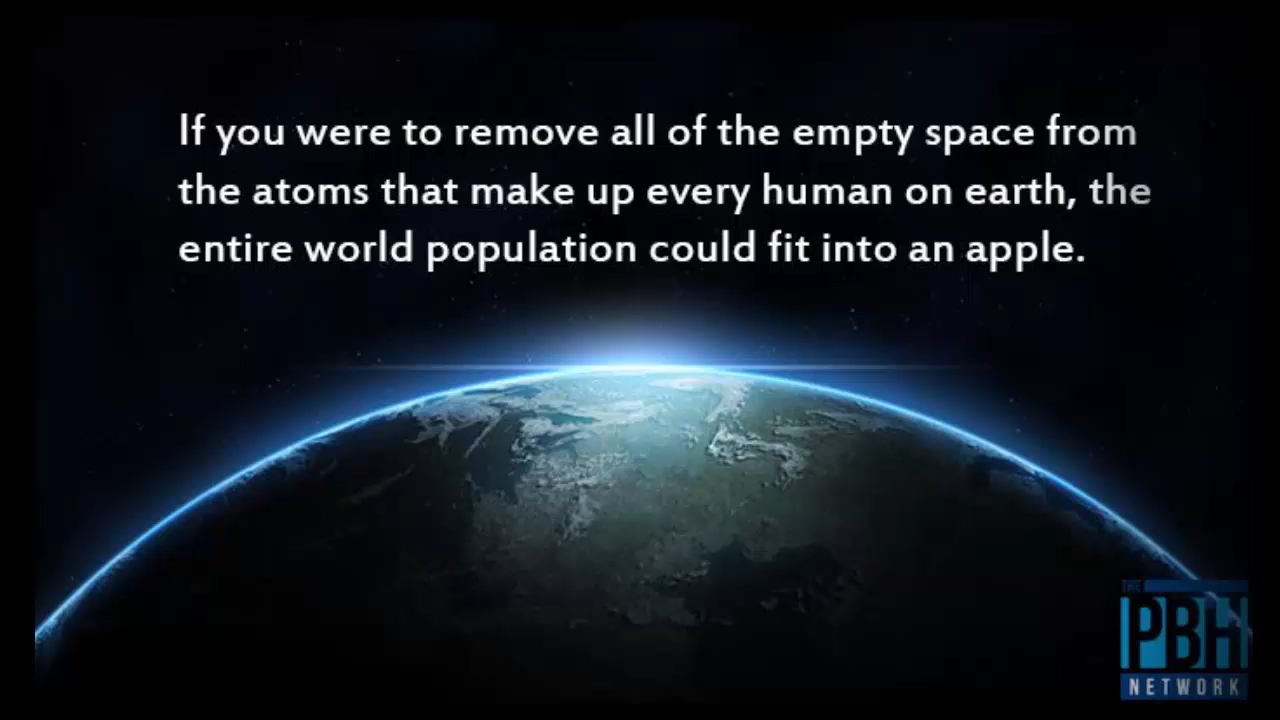 If you were to remove all of the empty space from
the atoms that make up every human on earth, the
entire world population could fit into an apple.
THE
PBH
NETWORK